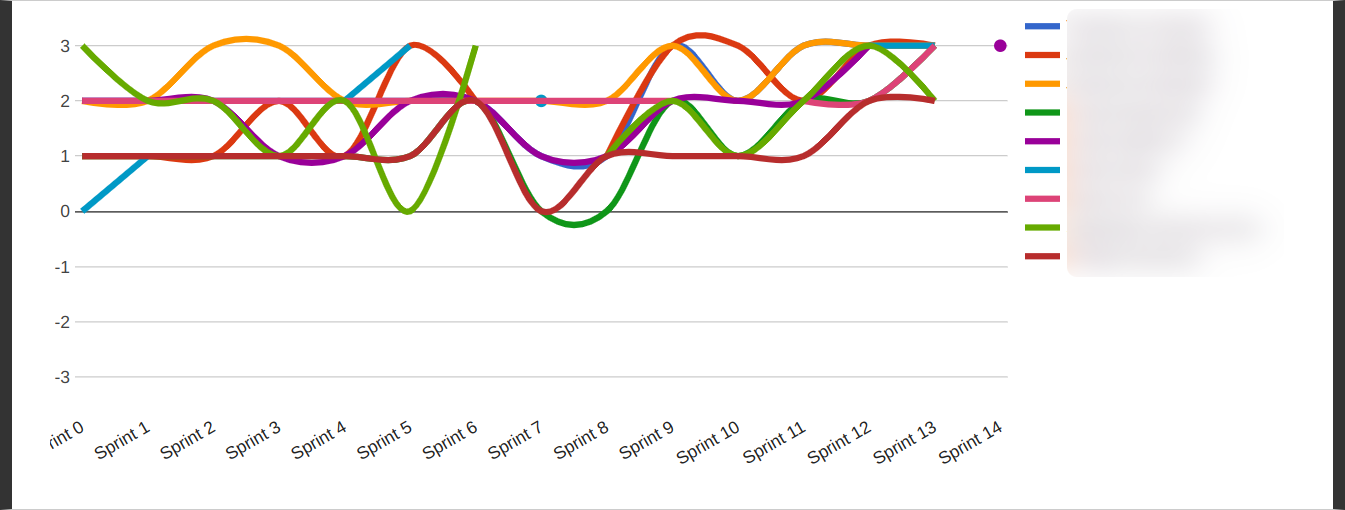 3
2
1
0
-1
-2
-3
rint 0
Sprint 1
Sprint 2
Sprint 3
Sprint 4
Sprint 5
Sprint 6
Sprint 7
Sprint 8
Sprint 9
Sprint 10
Sprint 11
Sprint 12
Sprint 13
Sprint 14